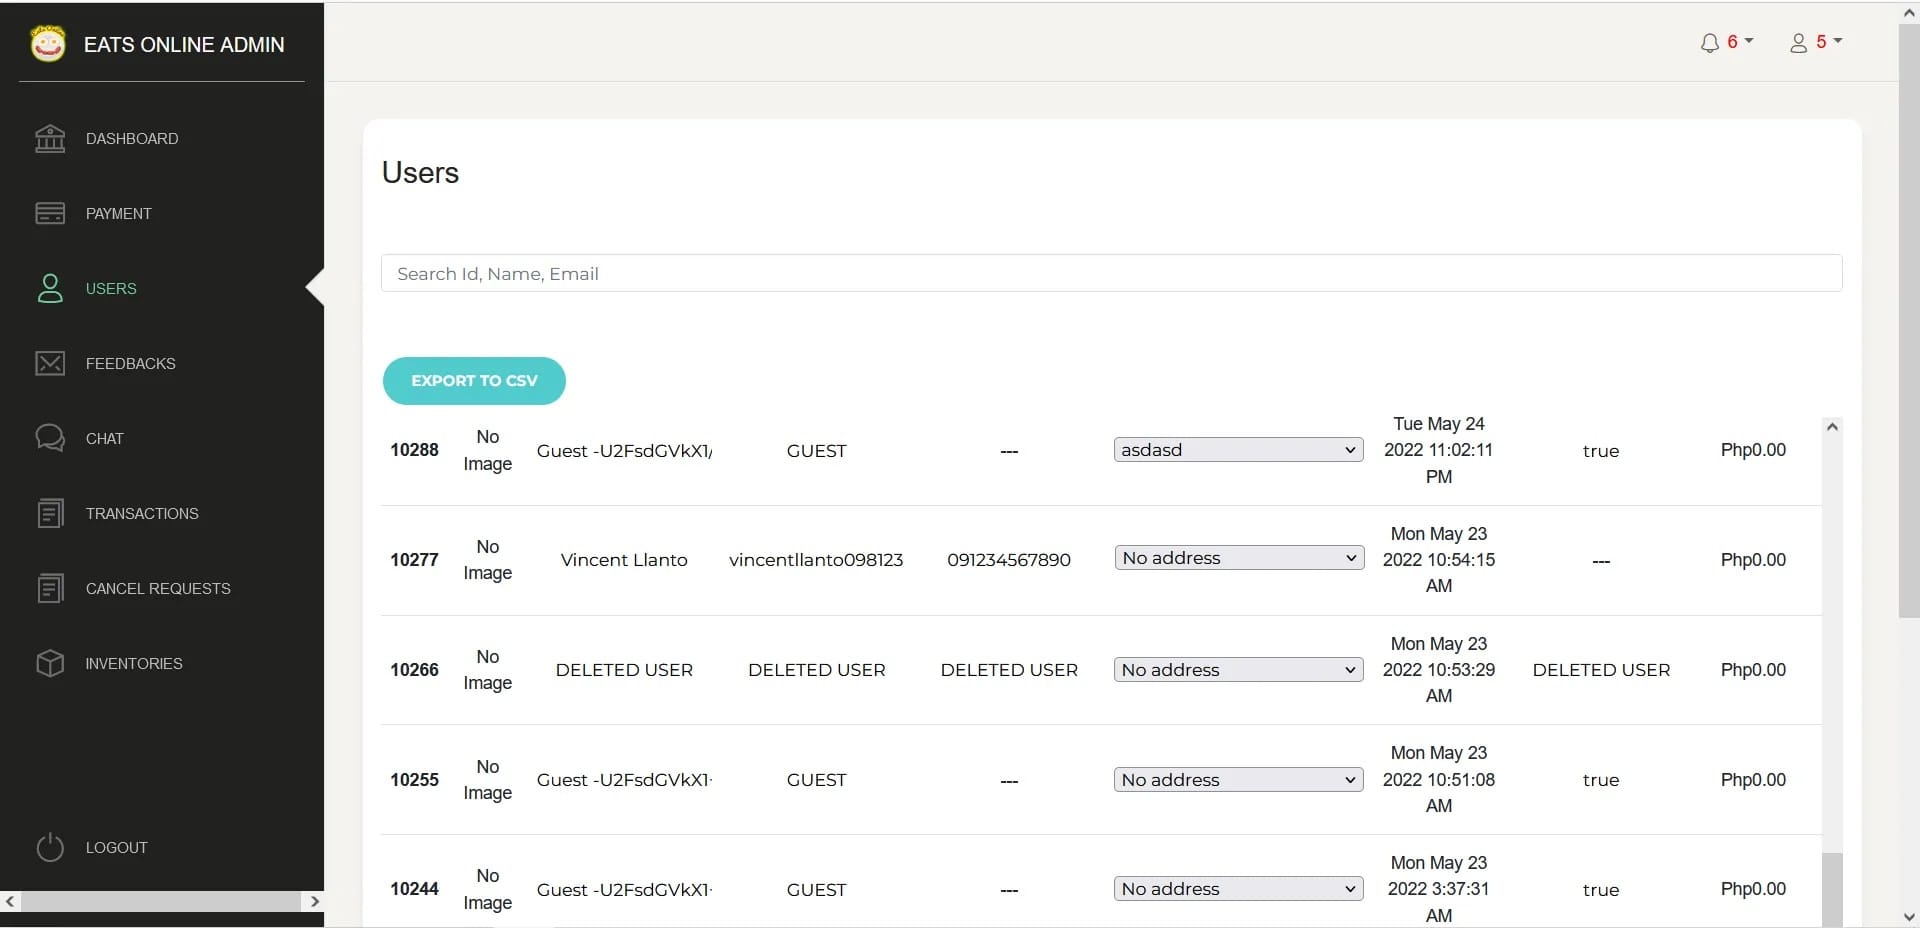 EATS ONLINE ADMIN
6
5
DASHBOARD
PAYMENT
USERS
FEEDBACKS
CHAT
TRANSACTIONS
CANCEL REQUESTS
INVENTORIES
LOGOUT
Users
Search Id, Name, Email
EXPORT TO CSV
10288 No Image Guest -U2FsdGVkX1/ GUEST --- asdasd Tue May 24 2022 11:02:11 PM true Php0.00
10277 No Image Vincent Llanto vincentllanto098123 091234567890 No address Mon May 23 2022 10:54:15 AM --- Php0.00
10266 No Image DELETED USER DELETED USER DELETED USER No address Mon May 23 2022 10:53:29 AM DELETED USER Php0.00
10255 No Image Guest -U2FsdGVkX1 GUEST --- No address Mon May 23 2022 10:51:08 AM true Php0.00
10244 No Image Guest -U2FsdGVkX1 GUEST --- No address Mon May 23 2022 3:37:31 AM true Php0.00